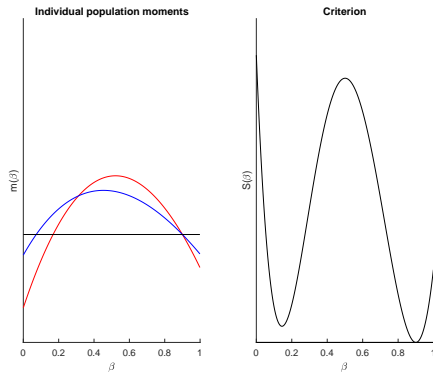 Individual population moments
m(β)
0 0.2 0.4 0.6 0.8 1
β
Criterion
S(β)
0 0.2 0.4 0.6 0.8 1
β